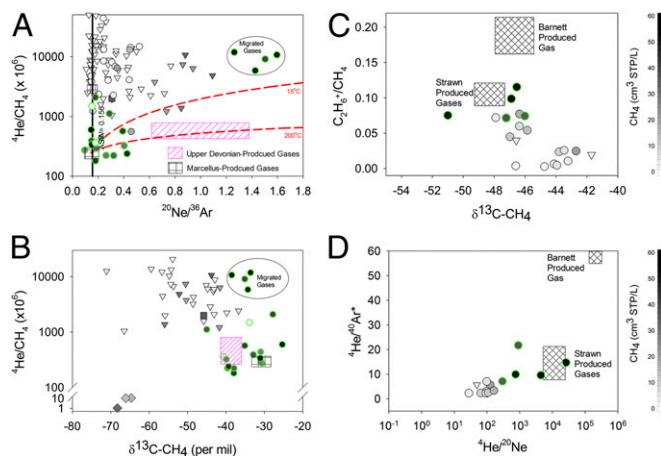 A
10000
1000
100
⁴He/CH₄ (x10⁶)
Migrated
Gases
15°C
200°C
Upper Devonian-Prodcued Gases
Marcellus-Prodcued Gases
0.0 0.2 0.4 0.6 0.8 1.0 1.2 1.4 1.6 1.8
²⁰Ne/³⁶Ar
C
0.20
0.15
0.10
0.05
0.00
C₂H₆⁺/CH₄
Barnett
Produced
Gas
Strawn
Produced
Gases
-54 -52 -50 -48 -46 -44 -42 -40
δ¹³C-CH₄
60
50
40
30
20
10
0
CH₄ (cm³ STP/L)
B
10000
1000
100
10
1
⁴He/CH₄ (x10⁶)
Migrated
Gases
-80 -70 -60 -50 -40 -30 -20
δ¹³C-CH₄ (per mil)
D
60
50
40
30
20
10
0
⁴He/⁴⁰Ar*
Barnett
Produced
Gas
Strawn
Produced
Gases
10⁻¹ 10⁰ 10¹ 10² 10³ 10⁴ 10⁵ 10⁶
⁴He/²⁰Ne
60
50
40
30
20
10
0
CH₄ (cm³ STP/L)